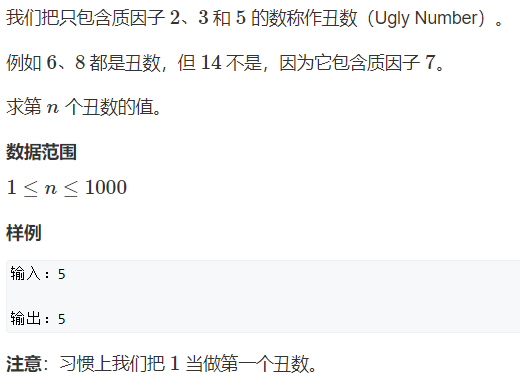 我们把只包含质因子 2、3 和 5 的数称作丑数（Ugly Number）。
例如 6、8 都是丑数，但 14 不是，因为它包含质因子 7。
求第 n 个丑数的值。
数据范围
1 ≤ n ≤ 1000
样例
输入：5
输出：5
注意：习惯上我们把 1 当做第一个丑数。